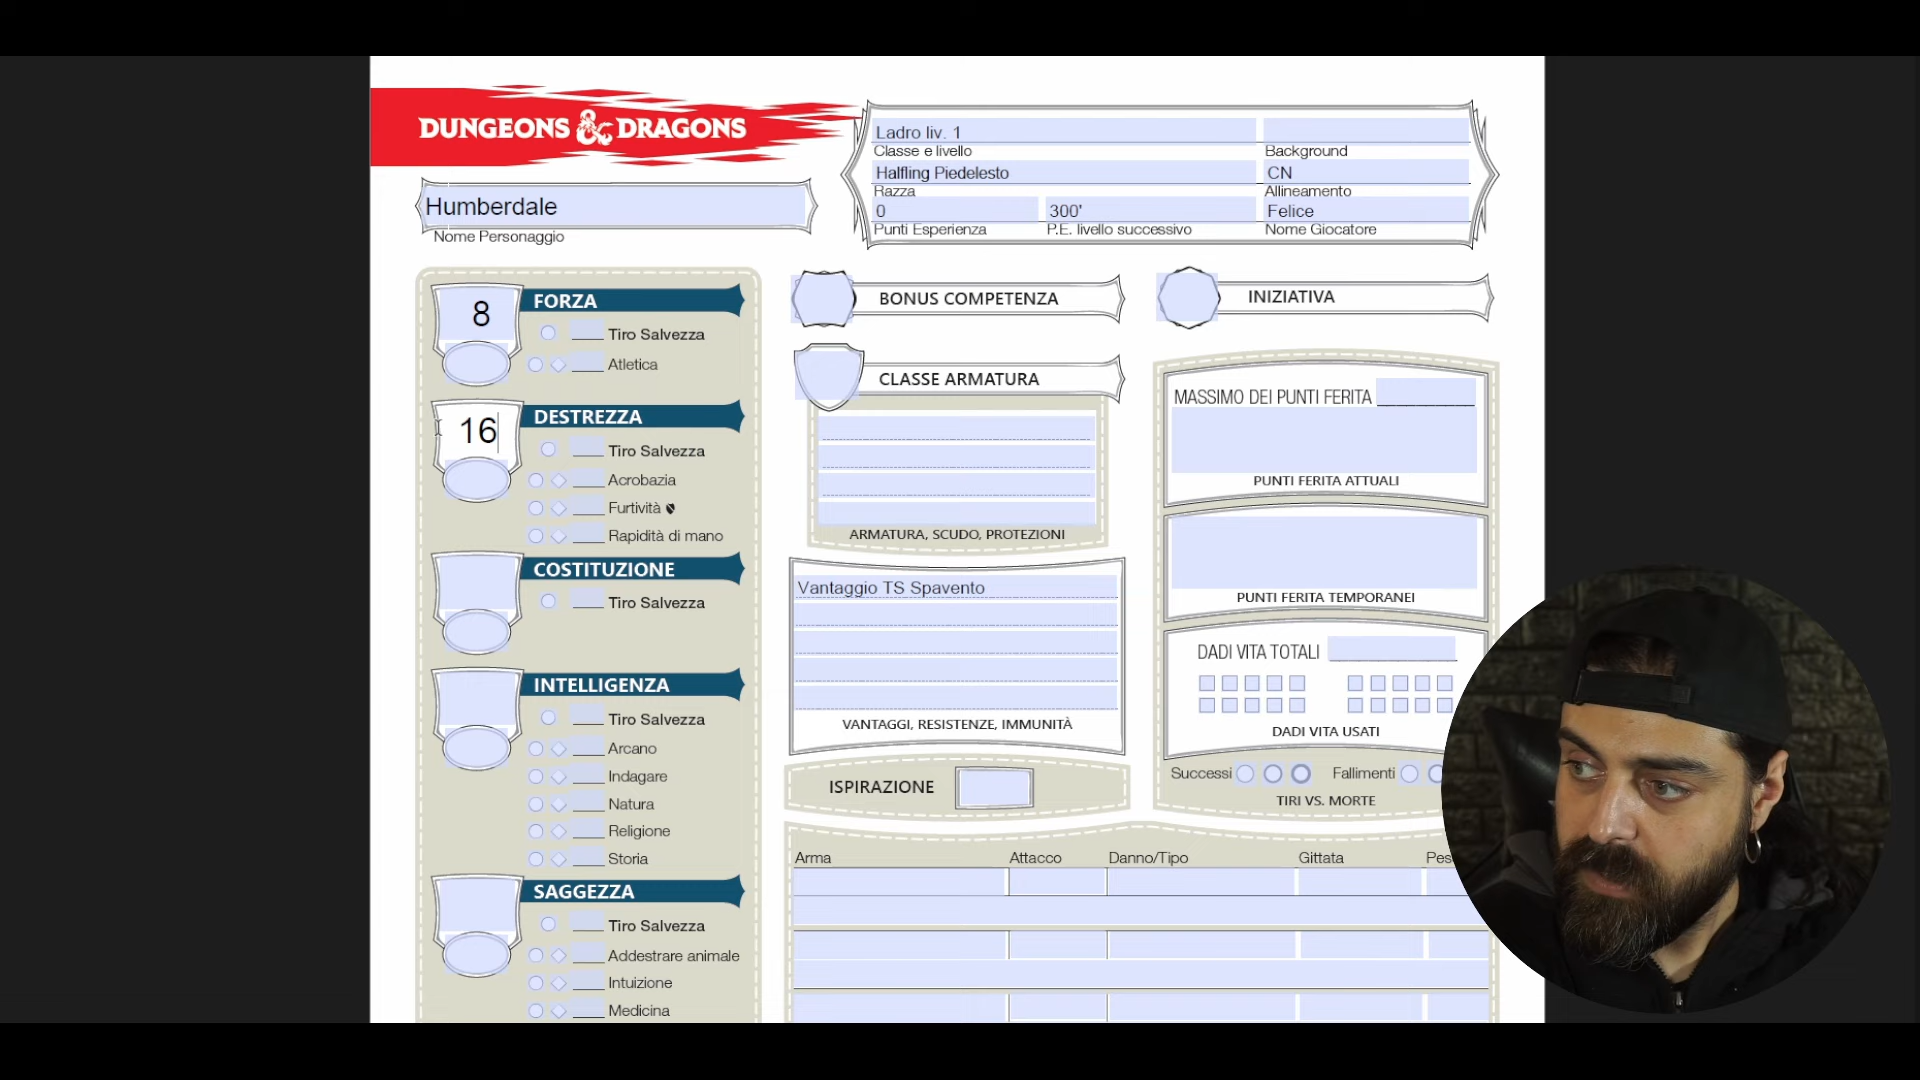 DUNGEONS & DRAGONS
Ladro liv. 1
Classe e livello
Background
Halfling Piedelesto
CN
Razza
Allineamento
0
300'
Felice
Punti Esperienza
P.E. livello successivo
Nome Giocatore
Humberdale
Nome Personaggio
8
FORZA
Tiro Salvezza
Atletica
16
DESTREZZA
Tiro Salvezza
Acrobazia
Furtività
Rapidità di mano
COSTITUZIONE
Tiro Salvezza
INTELLIGENZA
Tiro Salvezza
Arcano
Indagare
Natura
Religione
Storia
SAGGEZZA
Tiro Salvezza
Addestrare animale
Intuizione
Medicina
BONUS COMPETENZA
CLASSE ARMATURA
ARMATURA, SCUDO, PROTEZIONI
Vantaggio TS Spavento
VANTAGGI, RESISTENZE, IMMUNITÀ
ISPIRAZIONE
INIZIATIVA
MASSIMO DEI PUNTI FERITA
PUNTI FERITA ATTUALI
PUNTI FERITA TEMPORANEI
DADI VITA TOTALI
DADI VITA USATI
Successi
Fallimenti
TIRI VS. MORTE
Arma
Attacco
Danno/Tipo
Gittata